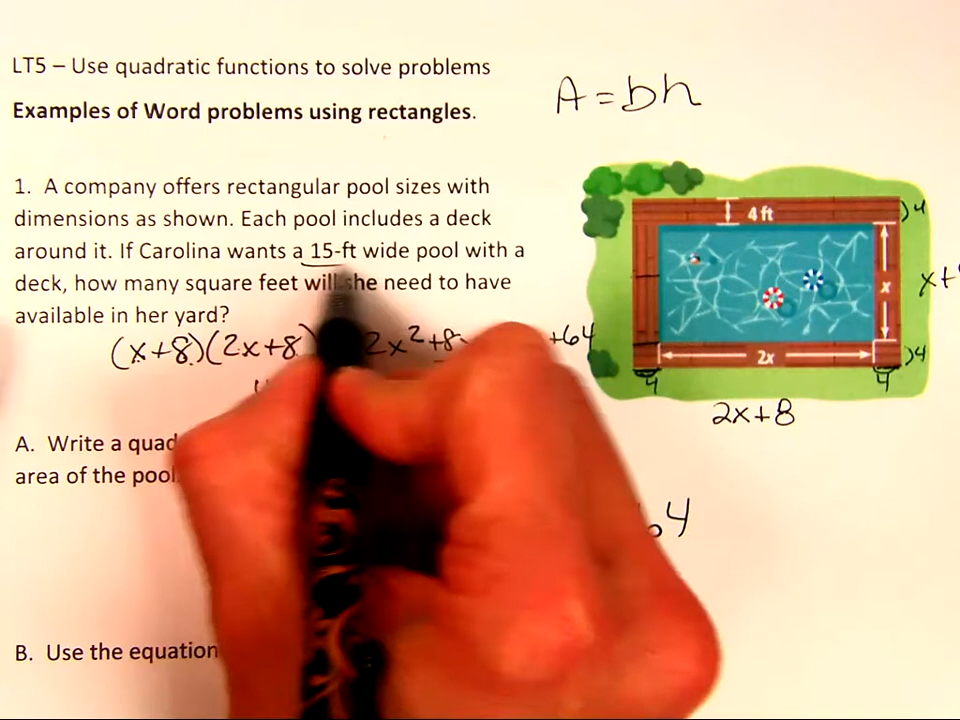 LT5 – Use quadratic functions to solve problems
A = bh
Examples of Word problems using rectangles.
1. A company offers rectangular pool sizes with
dimensions as shown. Each pool includes a deck
around it. If Carolina wants a 15-ft wide pool with a
deck, how many square feet will she need to have
available in her yard?
4 ft
4
x
x+
2x
4
4
4
2x+8
(x+8)(2x+8) 2x²+8 +64
A. Write a quad
area of the pool
64
B. Use the equation